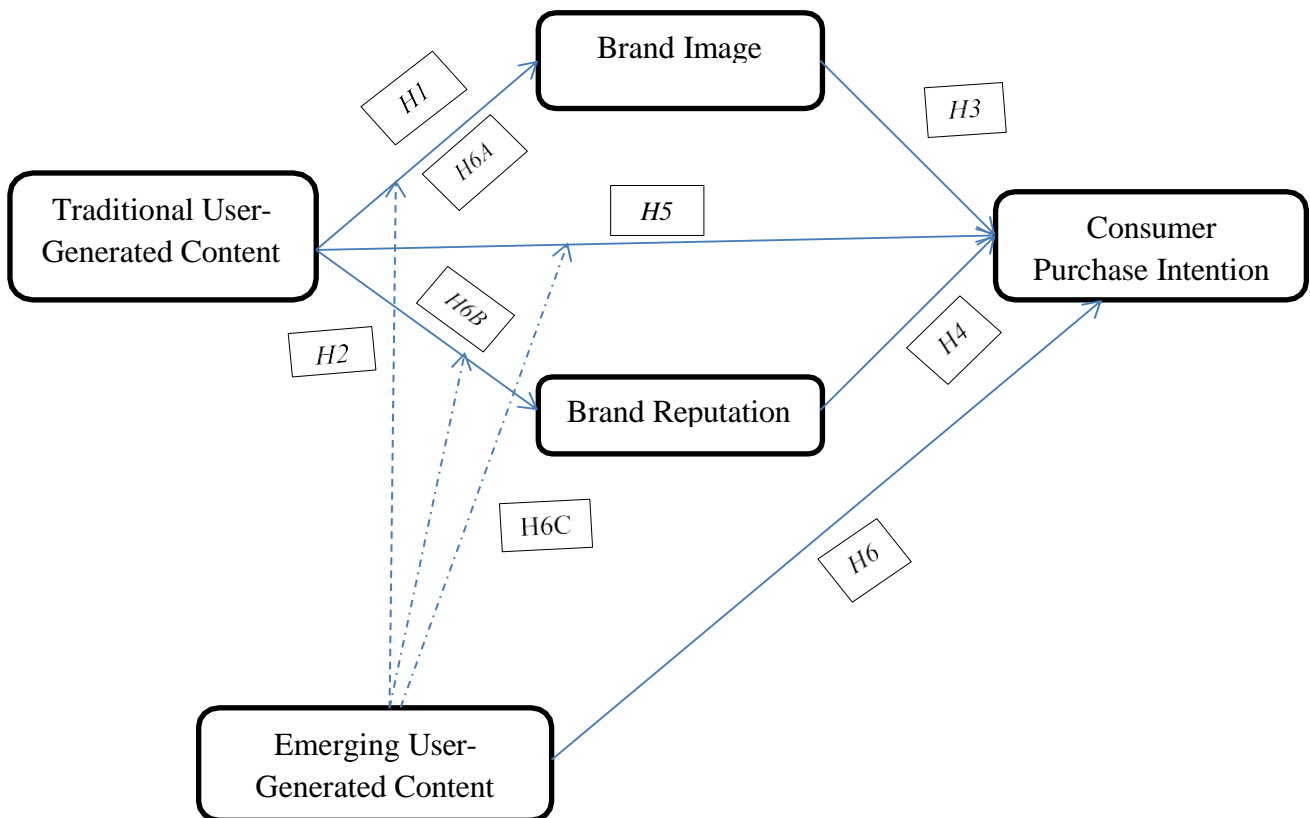 Brand Image
H1
H3
H6A
Traditional User-
Generated Content
H5
Consumer
Purchase Intention
H6B
H2
H4
Brand Reputation
H6C
H6
Emerging User-
Generated Content